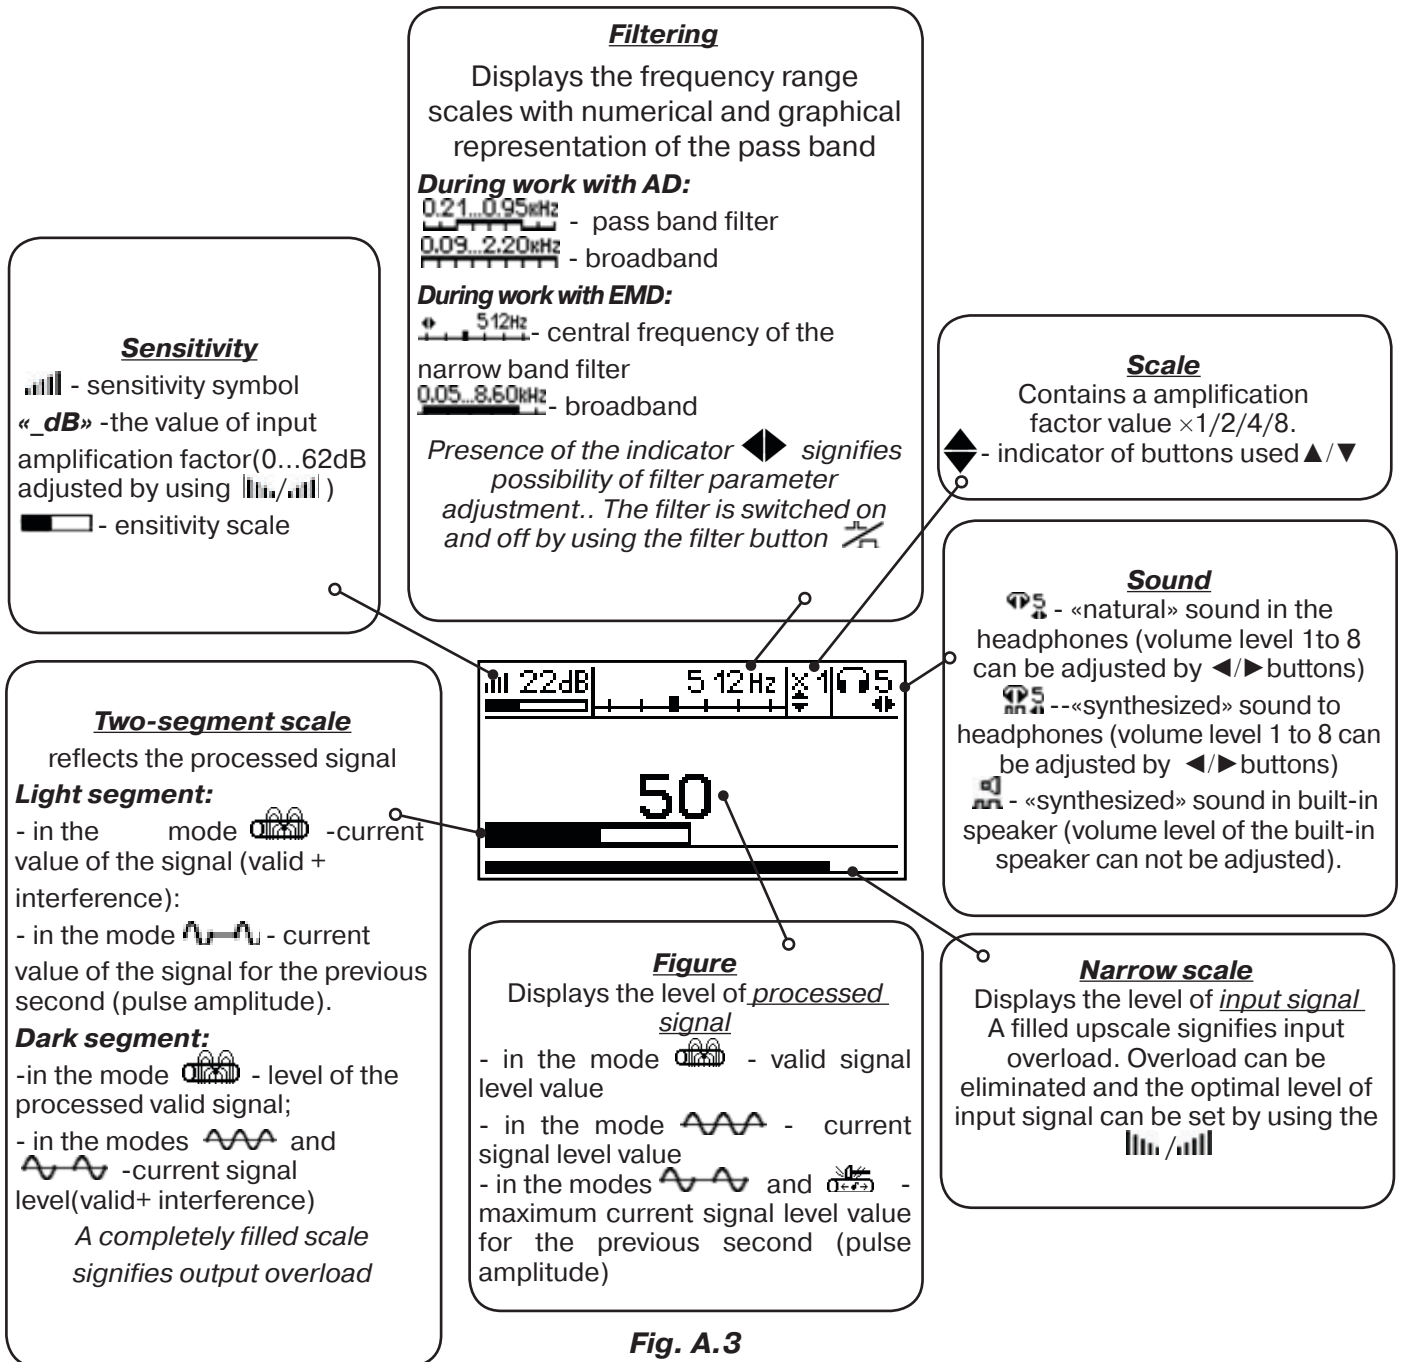 Filtering
Displays the frequency range
scales with numerical and graphical
representation of the pass band
During work with AD:
0.21...0.95кHz - pass band filter
0.09...2.20кHz - broadband
During work with EMD:
512Hz - central frequency of the
narrow band filter
0.05...8.60kHz - broadband
Presence of the indicator ◀▶ signifies
possibility of filter parameter
adjustment.. The filter is switched on
and off by using the filter button
Sensitivity
- sensitivity symbol
«_dB» -the value of input
amplification factor(0...62dB
adjusted by using / )
- ensitivity scale
Scale
Contains a amplification
factor value ×1/2/4/8.
- indicator of buttons used ▲/▼
Sound
5 - «natural» sound in the
headphones (volume level 1to 8
can be adjusted by ◀/▶ buttons)
5 --«synthesized» sound to
headphones (volume level 1 to 8 can
be adjusted by ◀/▶ buttons)
- «synthesized» sound in built-in
speaker (volume level of the built-in
speaker can not be adjusted).
22dB 512Hz x1 5
50
Two-segment scale
reflects the processed signal
Light segment:
- in the mode -current
value of the signal (valid +
interference):
- in the mode - current
value of the signal for the previous
second (pulse amplitude).
Dark segment:
-in the mode - level of the
processed valid signal;
- in the modes and
-current signal
level(valid+ interference)
A completely filled scale
signifies output overload
Figure
Displays the level of processed
signal
- in the mode - valid signal
level value
- in the mode - current
signal level value
- in the modes and -
maximum current signal level value
for the previous second (pulse
amplitude)
Narrow scale
Displays the level of input signal
A filled upscale signifies input
overload. Overload can be
eliminated and the optimal level of
input signal can be set by using the
/
Fig. A.3